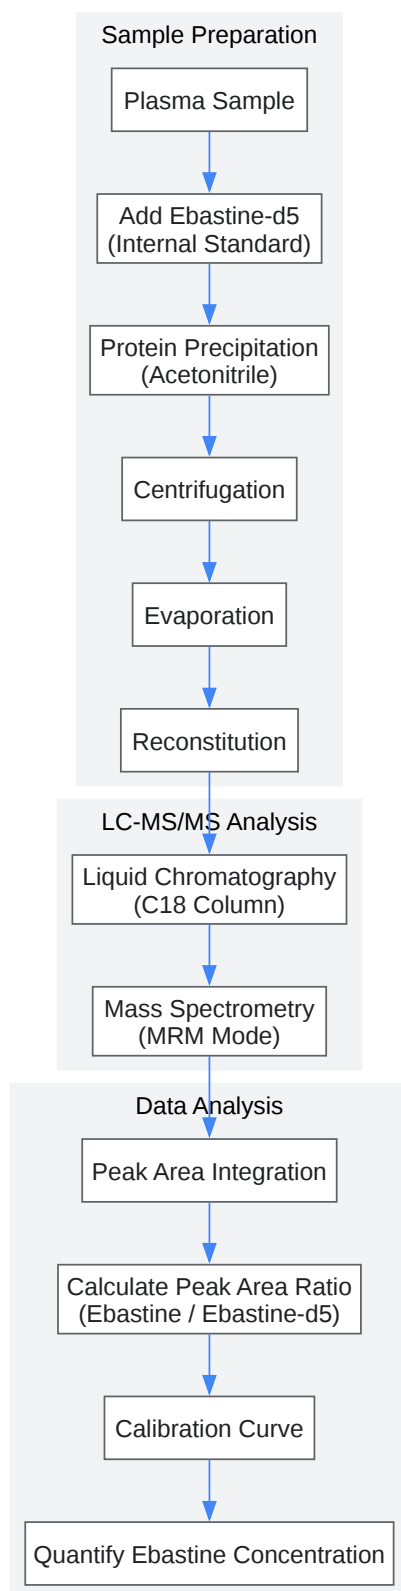 Sample Preparation
Plasma Sample
Add Ebastine-d5
(Internal Standard)
Protein Precipitation
(Acetonitrile)
Centrifugation
Evaporation
Reconstitution
LC-MS/MS Analysis
Liquid Chromatography
(C18 Column)
Mass Spectrometry
(MRM Mode)
Data Analysis
Peak Area Integration
Calculate Peak Area Ratio
(Ebastine / Ebastine-d5)
Calibration Curve
Quantify Ebastine Concentration